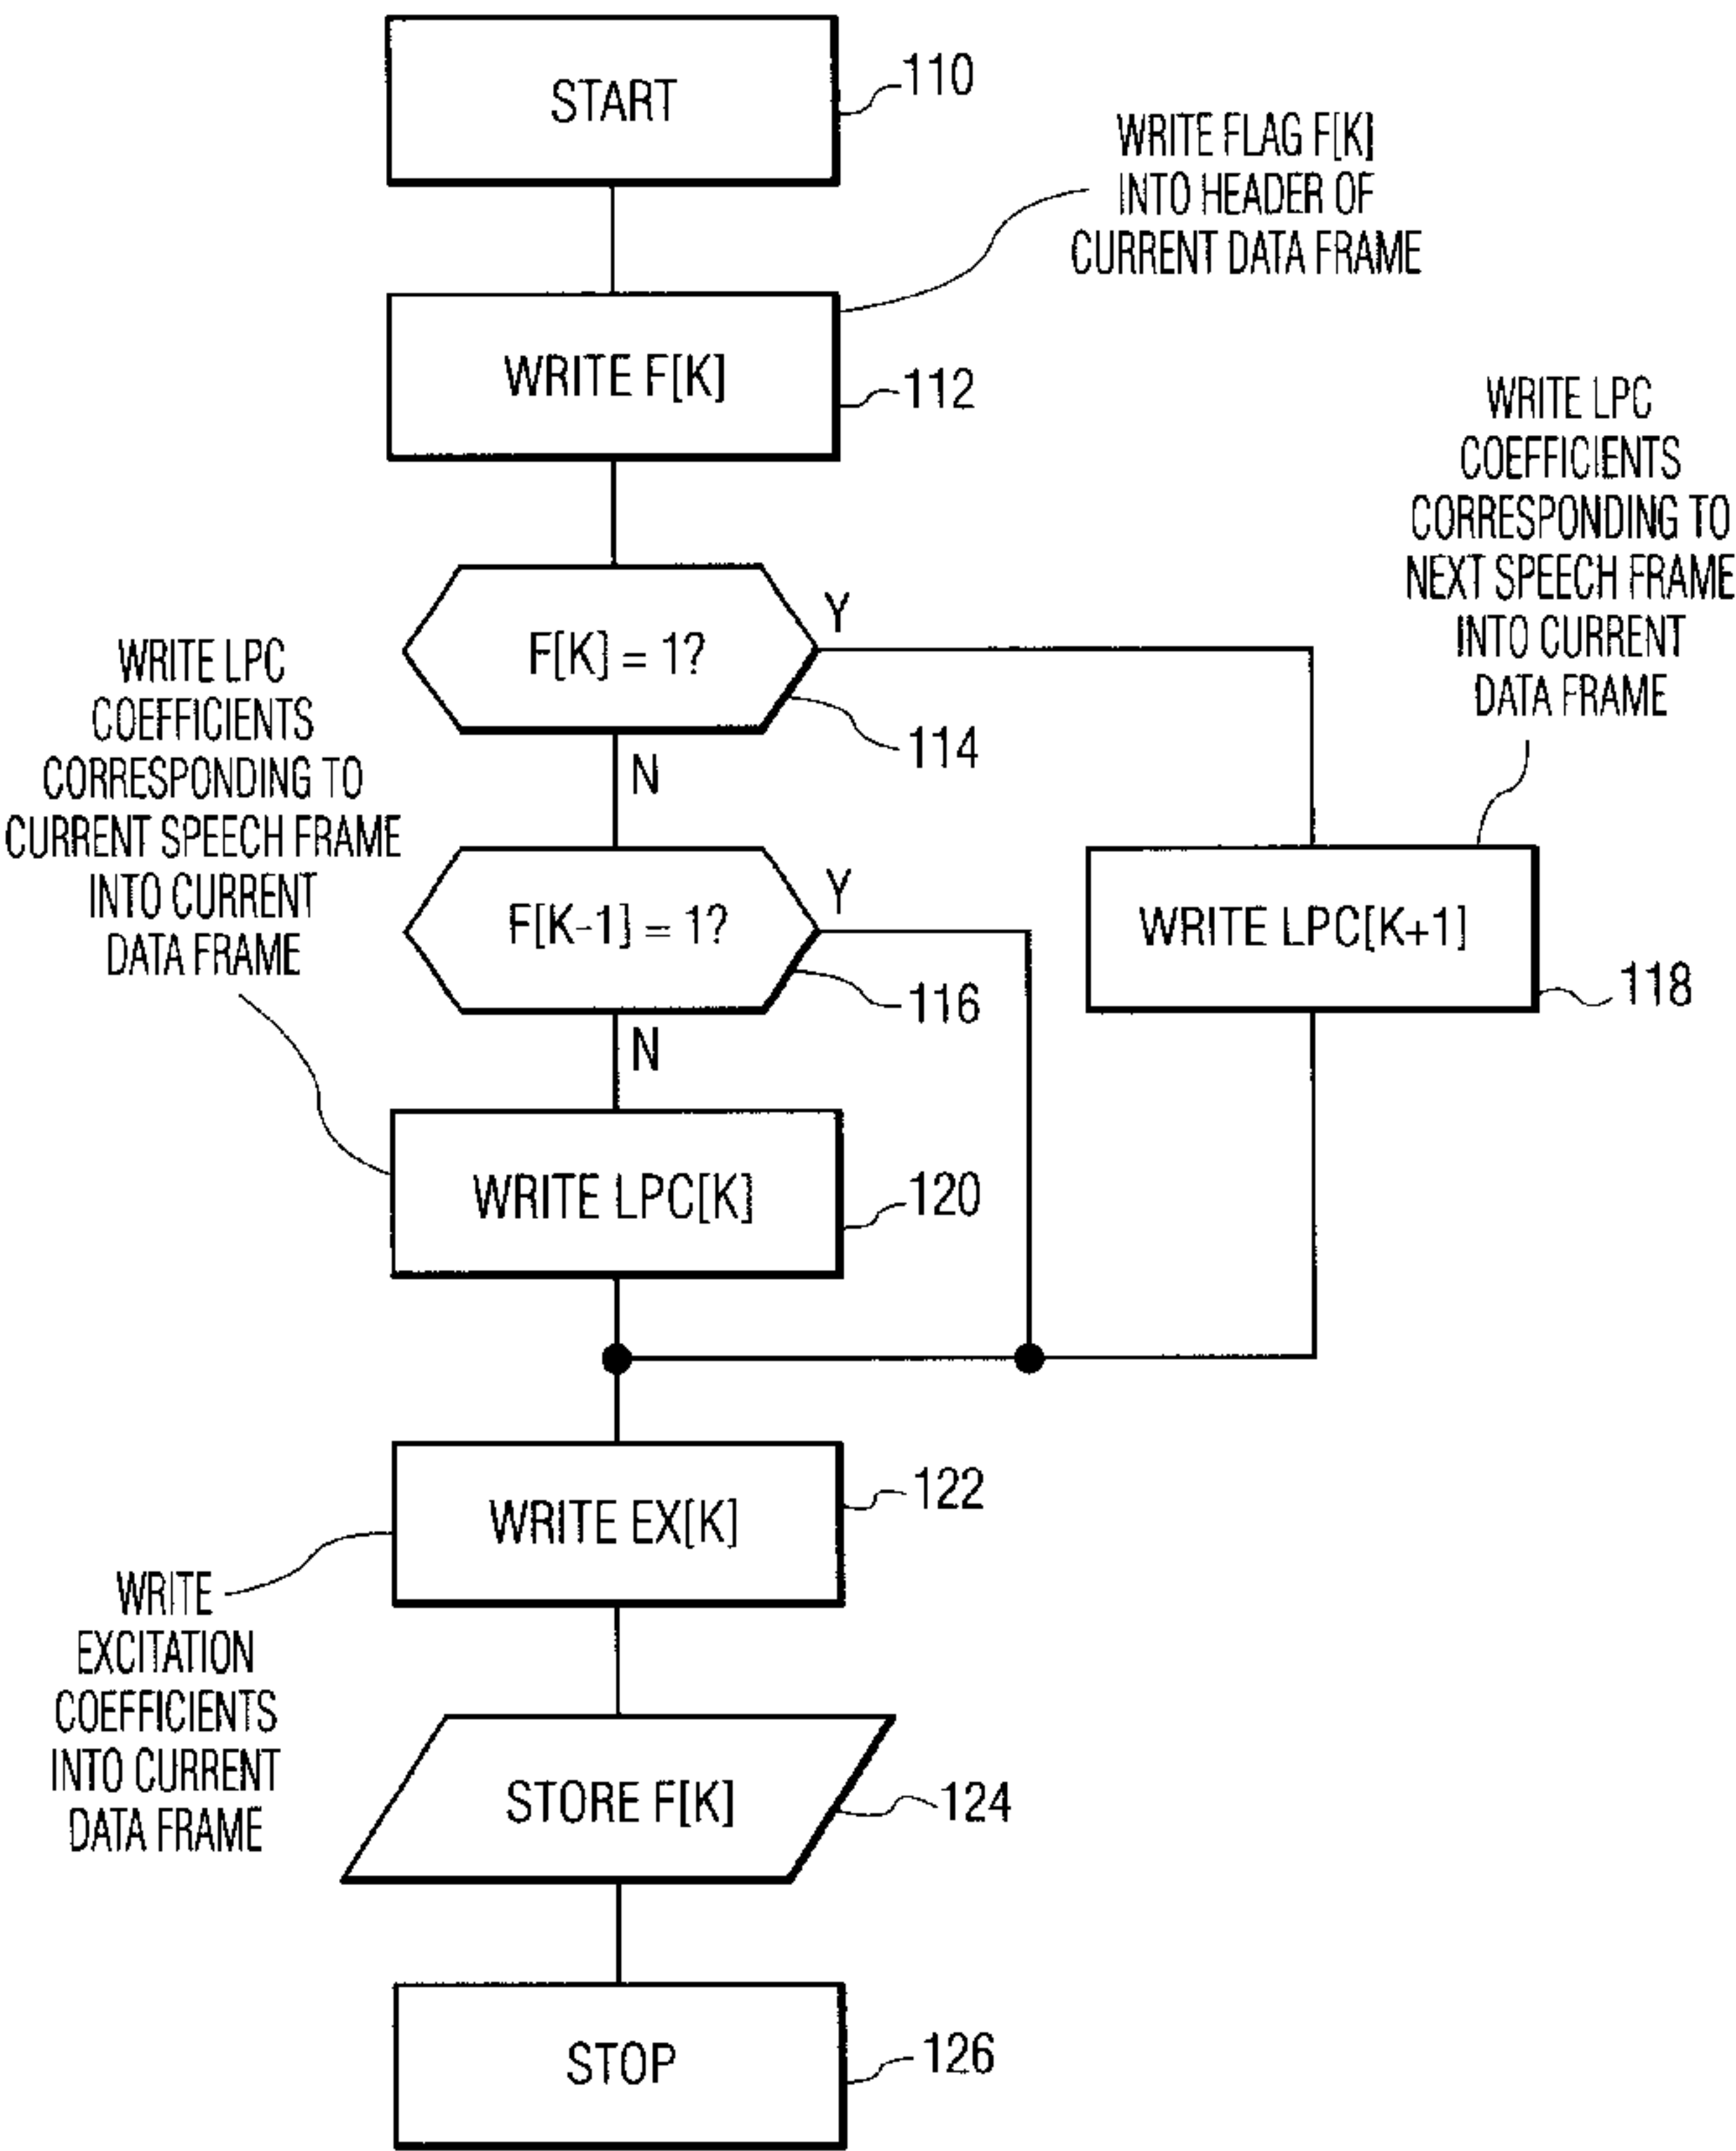 START
110
WRITE FLAG F[K]
INTO HEADER OF
CURRENT DATA FRAME
WRITE F[K]
112
WRITE LPC
COEFFICIENTS
CORRESPONDING TO
NEXT SPEECH FRAME
INTO CURRENT
DATA FRAME
F[K] = 1?
Y
114
N
WRITE LPC
COEFFICIENTS
CORRESPONDING TO
CURRENT SPEECH FRAME
INTO CURRENT
DATA FRAME
F[K-1] = 1?
Y
116
N
WRITE LPC[K+1]
118
WRITE LPC[K]
120
WRITE EX[K]
122
WRITE
EXCITATION
COEFFICIENTS
INTO CURRENT
DATA FRAME
STORE F[K]
124
STOP
126